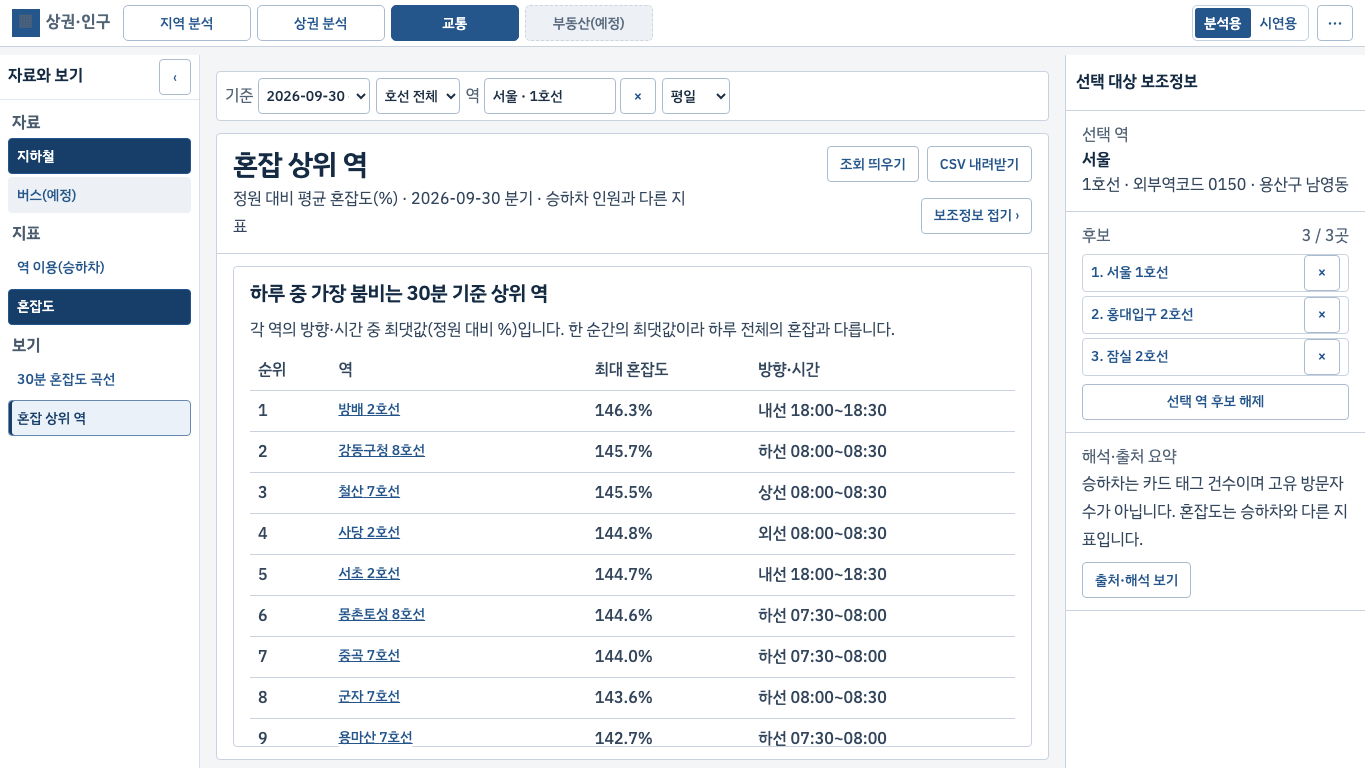 상권·인구
지역 분석
상권 분석
교통
부동산(예정)
분석용
시연용
···
자료와 보기
‹
자료
지하철
버스(예정)
지표
역 이용(승하차)
혼잡도
보기
30분 혼잡도 곡선
혼잡 상위 역
기준 2026-09-30 호선 전체 역 서울 · 1호선 × 평일
혼잡 상위 역
조회 띄우기
CSV 내려받기
정원 대비 평균 혼잡도(%) · 2026-09-30 분기 · 승하차 인원과 다른 지
표
보조정보 접기 ›
하루 중 가장 붐비는 30분 기준 상위 역
각 역의 방향·시간 중 최댓값(정원 대비 %)입니다. 한 순간의 최댓값이라 하루 전체의 혼잡과 다릅니다.
순위 역 최대 혼잡도 방향·시간
1 방배 2호선 146.3% 내선 18:00~18:30
2 강동구청 8호선 145.7% 하선 08:00~08:30
3 철산 7호선 145.5% 상선 08:00~08:30
4 사당 2호선 144.8% 외선 08:00~08:30
5 서초 2호선 144.7% 내선 18:00~18:30
6 몽촌토성 8호선 144.6% 하선 07:30~08:00
7 중곡 7호선 144.0% 하선 07:30~08:00
8 군자 7호선 143.6% 하선 08:00~08:30
9 용마산 7호선 142.7% 하선 07:30~08:00
선택 대상 보조정보
선택 역
서울
1호선 · 외부역코드 0150 · 용산구 남영동
후보 3 / 3곳
1. 서울 1호선 ×
2. 홍대입구 2호선 ×
3. 잠실 2호선 ×
선택 역 후보 해제
해석·출처 요약
승하차는 카드 태그 건수이며 고유 방문자
수가 아닙니다. 혼잡도는 승하차와 다른 지
표입니다.
출처·해석 보기